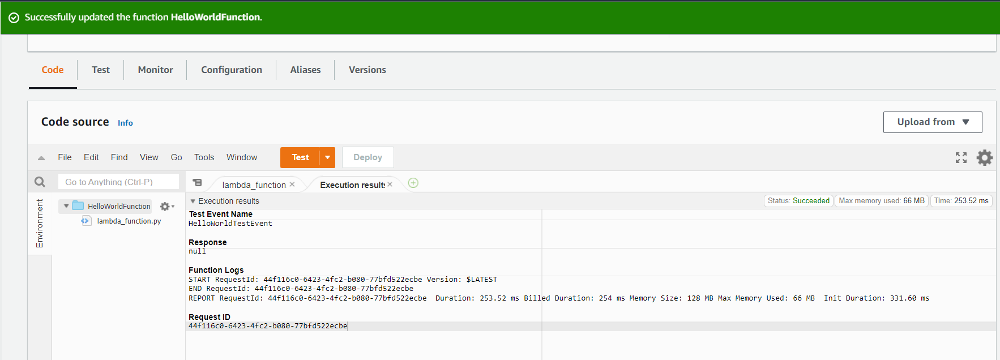 Successfully updated the function HelloWorldFunction.
Code Test Monitor Configuration Aliases Versions
Code source Info
Upload from
File Edit Find View Go Tools Window Test Deploy
Go to Anything (Ctrl-P)
lambda_function
Execution results
Environment
HelloWorldFunction
lambda_function.py
Execution results
Status: Succeeded Max memory used: 66 MB Time: 253.52 ms
Test Event Name
HelloWorldTestEvent
Response
null
Function Logs
START RequestId: 44f116c0-6423-4fc2-b080-77bfd522ecbe Version: $LATEST
END RequestId: 44f116c0-6423-4fc2-b080-77bfd522ecbe
REPORT RequestId: 44f116c0-6423-4fc2-b080-77bfd522ecbe Duration: 253.52 ms Billed Duration: 254 ms Memory Size: 128 MB Max Memory Used: 66 MB Init Duration: 331.60 ms
Request ID
44f116c0-6423-4fc2-b080-77bfd522ecbe